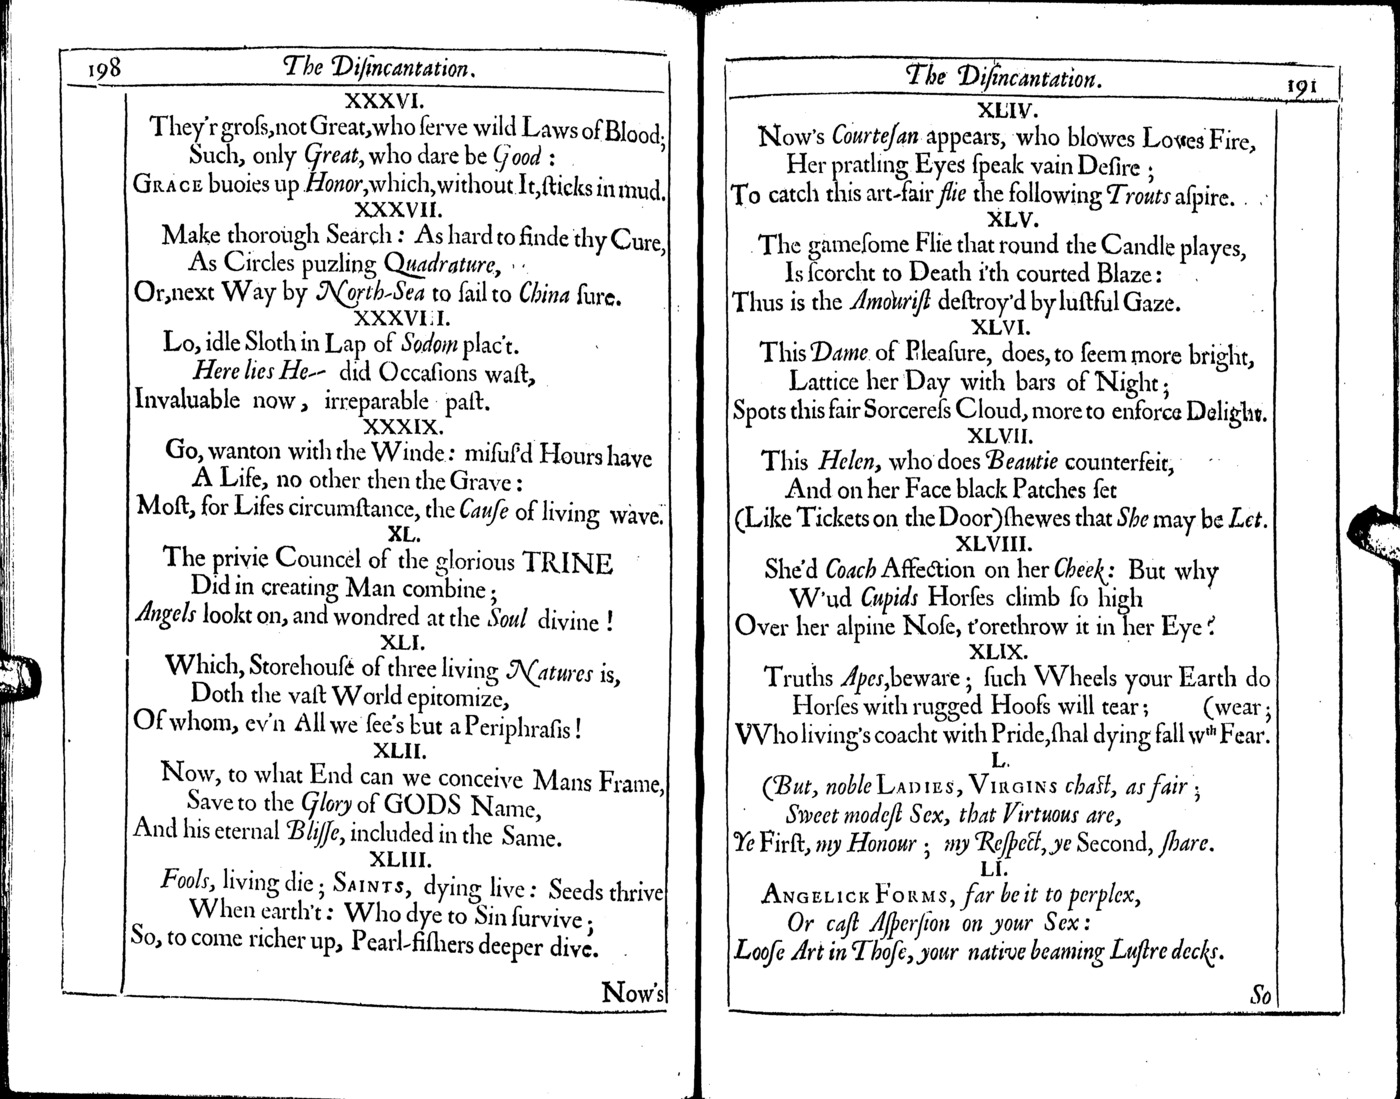 198
The Diſincantation.
XXXVI.
They'r groſs, not Great, who ſerve wild Laws of Blood;
Such, only Great, who dare be Good :
GRACE buoies up Honor, which, without It, ſticks in mud.
XXXVII.
Make thorough Search : As hard to finde thy Cure,
As Circles puzling Quadrature,
Or, next Way by North-Sea to ſail to China ſure.
XXXVIII.
Lo, idle Sloth in Lap of Sodom plac't.
Here lies He-- did Occaſions waſt,
Invaluable now, irreparable paſt.
XXXIX.
Go, wanton with the Winde : miſuſ'd Hours have
A Life, no other then the Grave :
Moſt, for Lifes circumſtance, the Cauſe of living wave.
XL.
The privie Councel of the glorious TRINE
Did in creating Man combine ;
Angels lookt on, and wondred at the Soul divine !
XLI.
Which, Storehouſe of three living Natures is,
Doth the vaſt World epitomize,
Of whom, ev'n All we ſee's but a Periphraſis !
XLII.
Now, to what End can we conceive Mans Frame,
Save to the Glory of GODS Name,
And his eternal Bliſſe, included in the Same.
XLIII.
Fools, living die ; SAINTS, dying live : Seeds thrive
When earth't : Who dye to Sin ſurvive ;
So, to come richer up, Pearl-fiſhers deeper dive.
Now's
The Diſincantation.
191
XLIV.
Now's Courteſan appears, who blowes Lowes Fire,
Her pratling Eyes ſpeak vain Deſire ;
To catch this art-fair flie the following Trouts aſpire.
XLV.
The gameſome Flie that round the Candle playes,
Is ſcorcht to Death i'th courted Blaze :
Thus is the Amouriſt deſtroy'd by luſtful Gaze.
XLVI.
This Dame of Pleaſure, does, to ſeem more bright,
Lattice her Day with bars of Night ;
Spots this fair Sorcereſs Cloud, more to enforce Delight.
XLVII.
This Helen, who does Beautie counterfeit,
And on her Face black Patches ſet
(Like Tickets on the Door) ſhewes that She may be Let.
XLVIII.
She'd Coach Affection on her Cheek : But why
W'ud Cupids Horſes climb ſo high
Over her alpine Noſe, t'orethrow it in her Eye ?
XLIX.
Truths Apes, beware ; ſuch Wheels your Earth do
Horſes with rugged Hoofs will tear ; (wear ;
Who living's coacht with Pride, ſhal dying fall wth Fear.
L.
(But, noble LADIES, VIRGINS chaſt, as fair ;
Sweet modeſt Sex, that Virtuous are,
Ye Firſt, my Honour ; my Reſpect, ye Second, ſhare.
LI.
ANGELICK FORMS, far be it to perplex,
Or caſt Aſperſion on your Sex :
Looſe Art in Thoſe, your native beaming Luſtre decks.
So